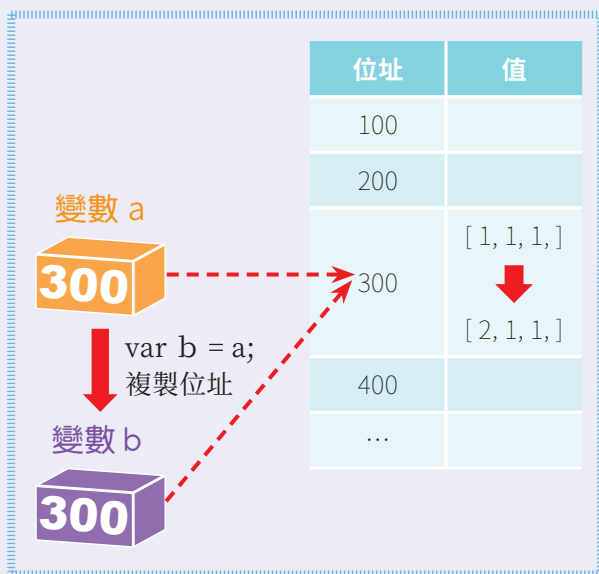 位址 值
100
200
變數 a
[ 1, 1, 1, ]
300
300
[ 2, 1, 1, ]
var b = a;
複製位址
400
變數 b
…
300